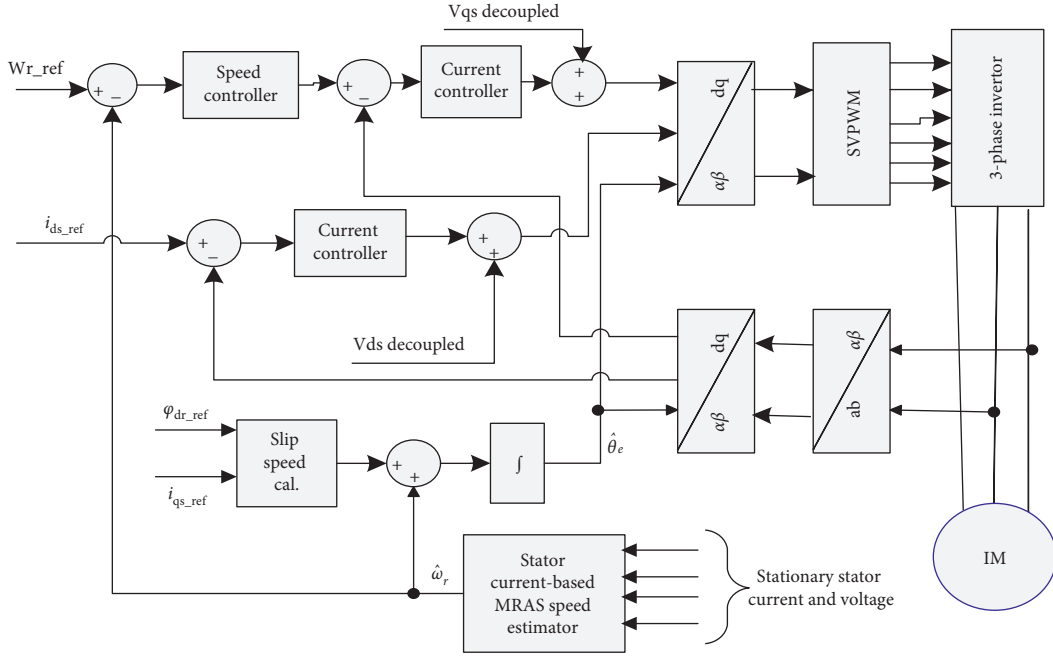 Vqs decoupled
Wr_ref
+
−
Speed
controller
+
−
Current
controller
+
+
dq
αβ
SVPWM
3-phase invertor
i_ds_ref
+
−
Current
controller
+
+
Vds decoupled
dq
αβ
αβ
ab
φ_dr_ref
i_qs_ref
Slip
speed
cal.
+
+
∫
θ̂_e
ω̂_r
Stator
current-based
MRAS speed
estimator
Stationary stator
current and voltage
IM